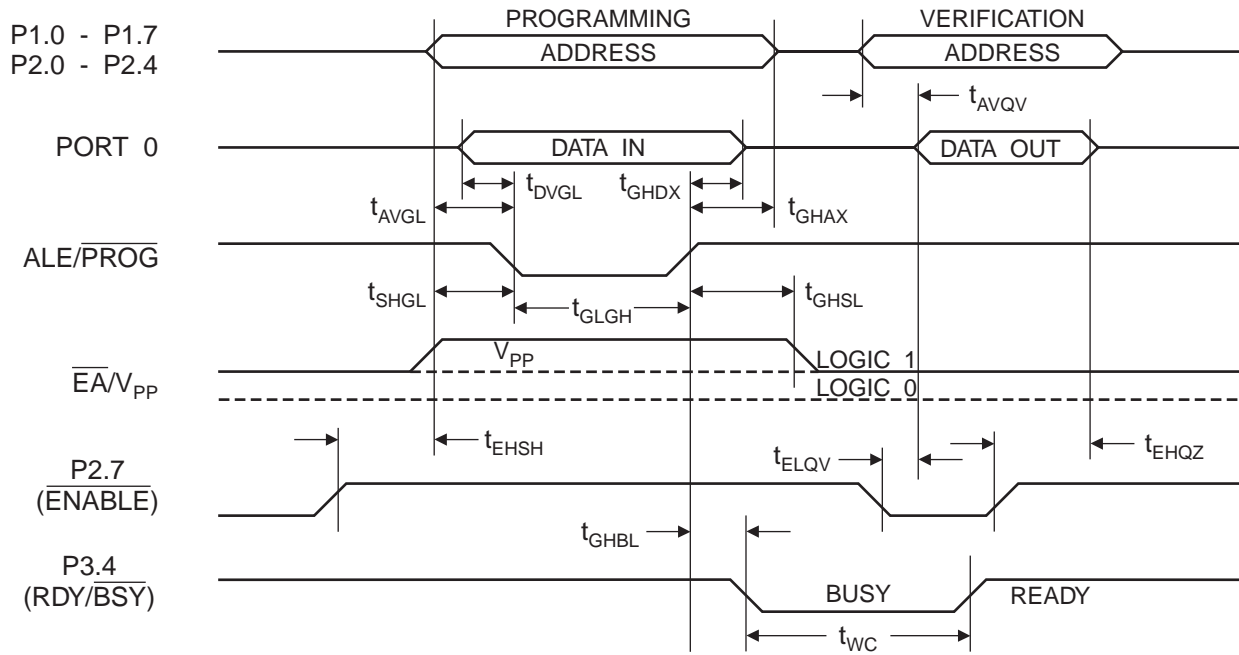 PROGRAMMING VERIFICATION
P1.0 - P1.7
P2.0 - P2.4
ADDRESS ADDRESS
tAVQV
PORT 0 DATA IN DATA OUT
tDVGL tGHDX
tAVGL tGHAX
ALE/PROG
tSHGL tGLGH tGHSL
VPP LOGIC 1
EA/VPP
LOGIC 0
tEHSH tELQV tEHQZ
P2.7
(ENABLE)
tGHBL
P3.4
(RDY/BSY)
BUSY READY
tWC